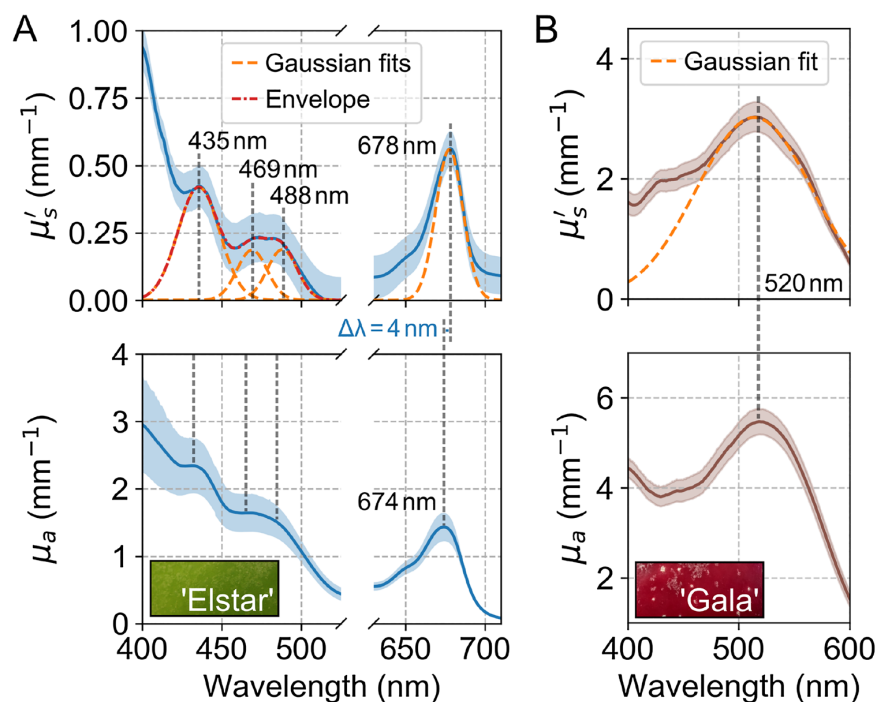 A
B
1.00
0.75
0.50
0.25
0.00
μ′ₛ (mm⁻¹)
Gaussian fits
Envelope
435 nm
469 nm
488 nm
678 nm
Δλ = 4 nm
4
3
2
1
0
μₐ (mm⁻¹)
674 nm
'Elstar'
400
450
500
650
700
Wavelength (nm)
4
2
0
μ′ₛ (mm⁻¹)
Gaussian fit
520 nm
6
4
2
μₐ (mm⁻¹)
'Gala'
400
500
600
Wavelength (nm)